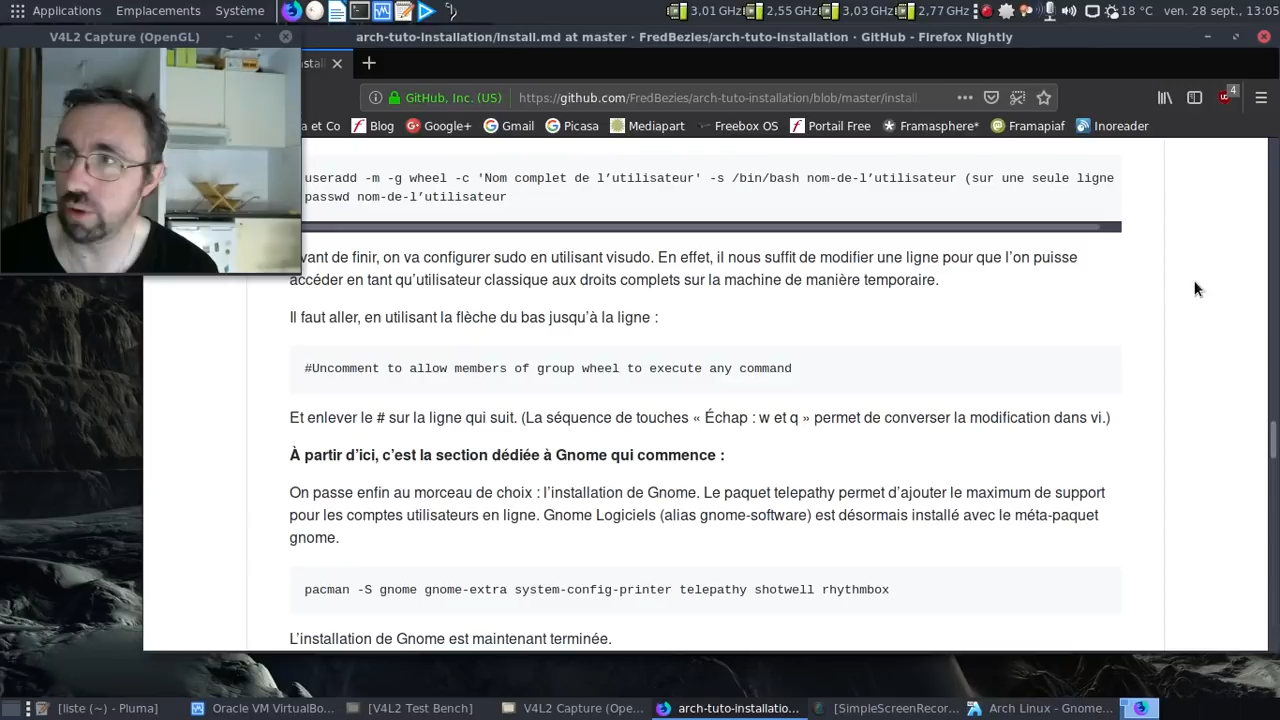 Applications Emplacements Système 3,01 GHz 2,55 GHz 3,03 GHz 2,77 GHz 18 °C ven. 28 sept., 13:05
V4L2 Capture (OpenGL)
arch-tuto-installation/install.md at master · FredBezies/arch-tuto-installation · GitHub - Firefox Nightly
GitHub, Inc. (US) https://github.com/FredBezies/arch-tuto-installation/blob/master/install
4
a et Co Blog Google+ Gmail Picasa Mediapart Freebox OS Portail Free Framasphere* Framapiaf Inoreader
useradd -m -g wheel -c 'Nom complet de l’utilisateur' -s /bin/bash nom-de-l’utilisateur (sur une seule ligne
passwd nom-de-l’utilisateur
vant de finir, on va configurer sudo en utilisant visudo. En effet, il nous suffit de modifier une ligne pour que l’on puisse
accéder en tant qu’utilisateur classique aux droits complets sur la machine de manière temporaire.
Il faut aller, en utilisant la flèche du bas jusqu’à la ligne :
#Uncomment to allow members of group wheel to execute any command
Et enlever le # sur la ligne qui suit. (La séquence de touches « Échap : w et q » permet de converser la modification dans vi.)
À partir d’ici, c’est la section dédiée à Gnome qui commence :
On passe enfin au morceau de choix : l’installation de Gnome. Le paquet telepathy permet d’ajouter le maximum de support
pour les comptes utilisateurs en ligne. Gnome Logiciels (alias gnome-software) est désormais installé avec le méta-paquet
gnome.
pacman -S gnome gnome-extra system-config-printer telepathy shotwell rhythmbox
L’installation de Gnome est maintenant terminée.
[liste (~) - Pluma] Oracle VM VirtualBo... [V4L2 Test Bench] V4L2 Capture (Ope... arch-tuto-installatio... [SimpleScreenRecor... Arch Linux - Gnome...